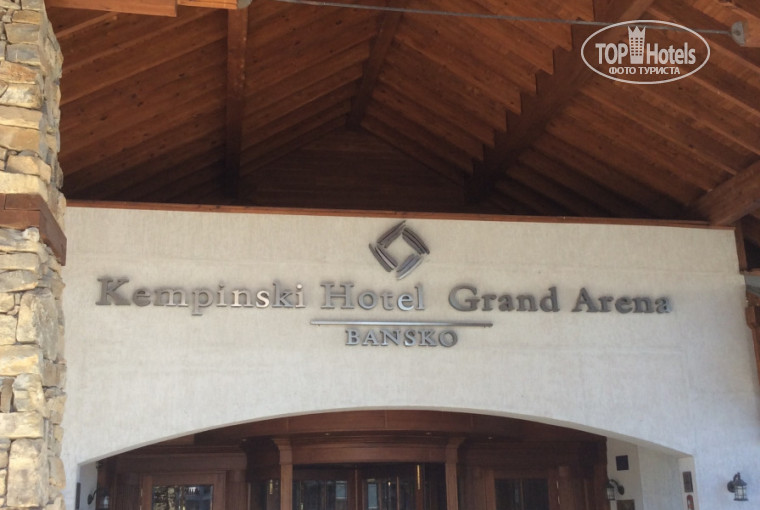 TOP Hotels
ФОТО ТУРИСТА
Kempinski Hotel Grand Arena
BANSKO